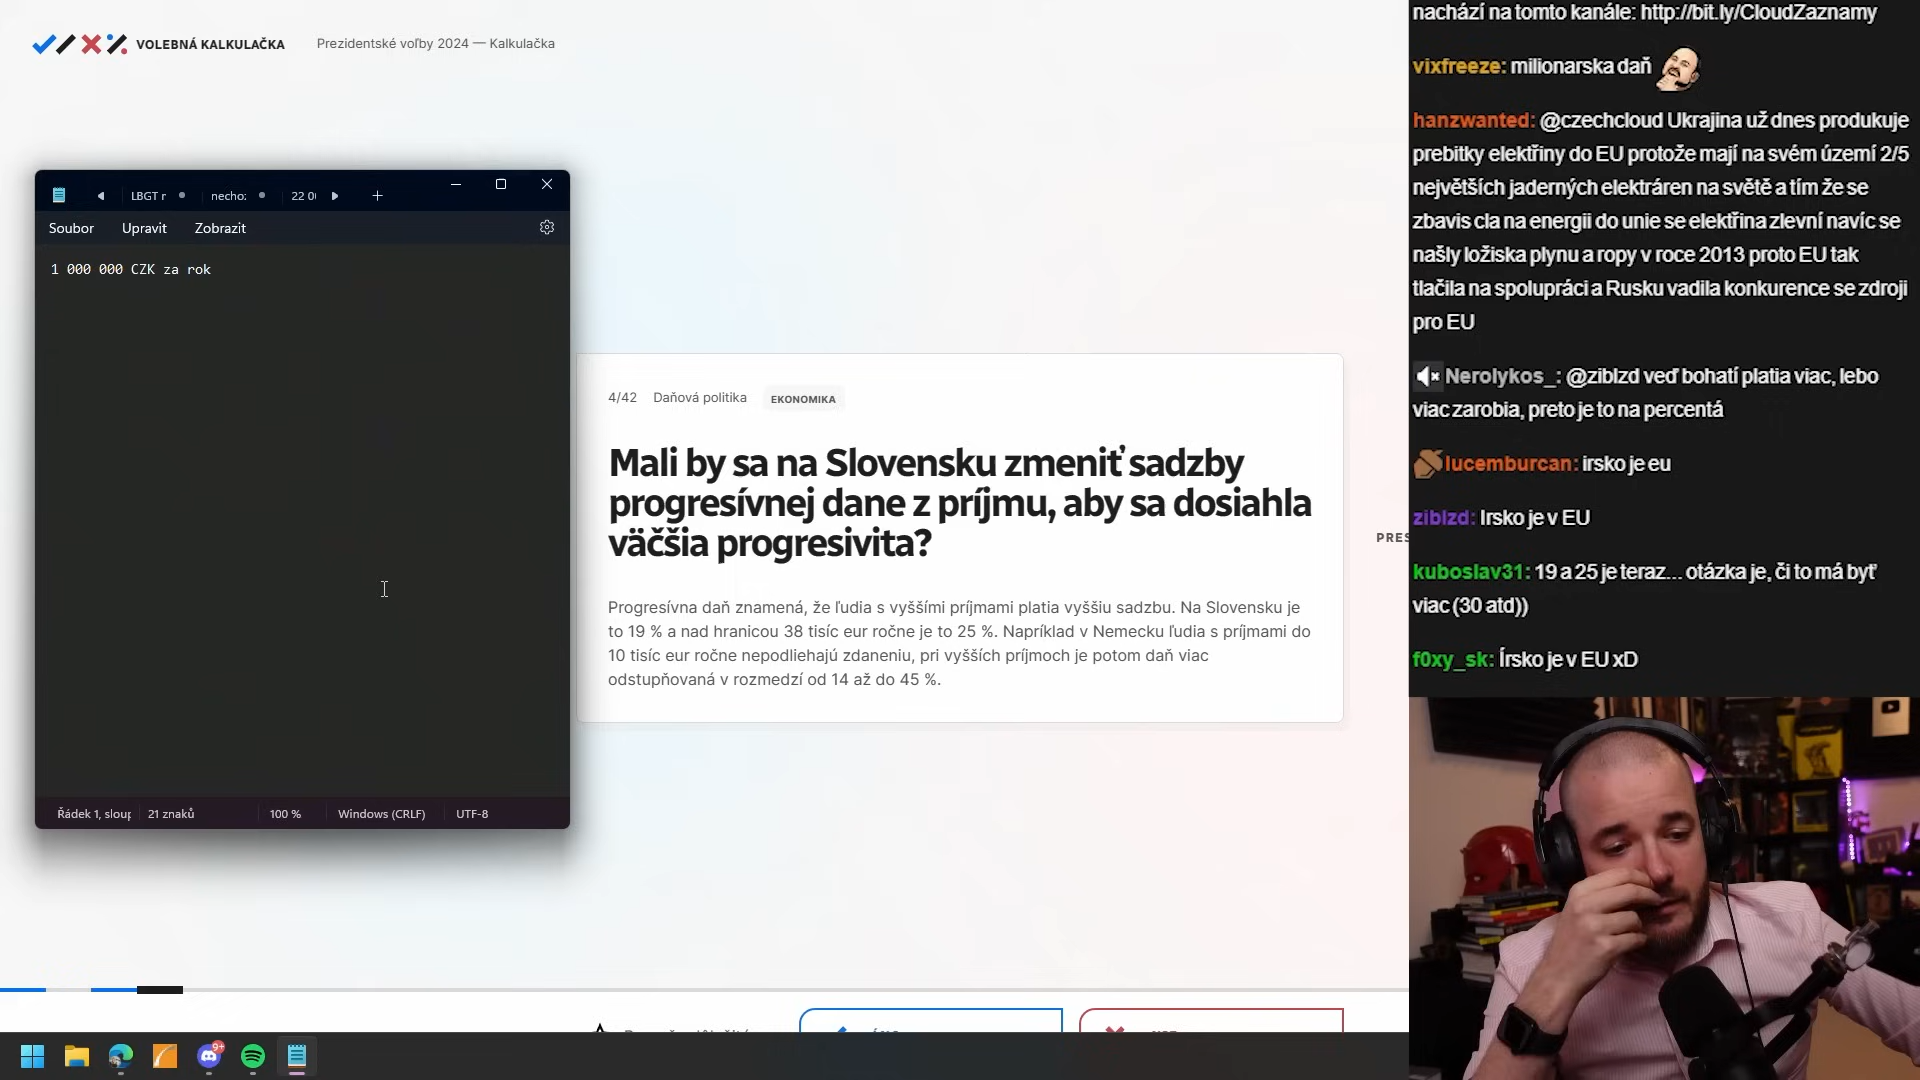 VOLEBNÁ KALKULAČKA
Prezidentské voľby 2024 — Kalkulačka
LBGT r
necho:
22 0
Soubor
Upravit
Zobrazit
1 000 000 CZK za rok
Řádek 1, sloup
21 znaků
100 %
Windows (CRLF)
UTF-8
4/42
Daňová politika
EKONOMIKA
Mali by sa na Slovensku zmeniť sadzby
progresívnej dane z príjmu, aby sa dosiahla
väčšia progresivita?
Progresívna daň znamená, že ľudia s vyššími príjmami platia vyššiu sadzbu. Na Slovensku je
to 19 % a nad hranicou 38 tisíc eur ročne je to 25 %. Napríklad v Nemecku ľudia s príjmami do
10 tisíc eur ročne nepodliehajú zdaneniu, pri vyšších príjmoch je potom daň viac
odstupňovaná v rozmedzí od 14 až do 45 %.
PRES
9+
nachází na tomto kanále: http://bit.ly/CloudZaznamy
vixfreeze: milionarska daň
hanzwanted: @czechcloud Ukrajina už dnes produkuje
prebitky elektřiny do EU protože mají na svém území 2/5
největších jaderných elektráren na světě a tím že se
zbavis cla na energii do unie se elektřina zlevní navíc se
našly ložiska plynu a ropy v roce 2013 proto EU tak
tlačila na spolupráci a Rusku vadila konkurence se zdroji
pro EU
Nerolykos_: @ziblzd veď bohatí platia viac, lebo
viac zarobia, preto je to na percentá
lucemburcan: irsko je eu
ziblzd: Irsko je v EU
kuboslav31: 19 a 25 je teraz... otázka je, či to má byť
viac (30 atd))
f0xy_sk: Írsko je v EU xD